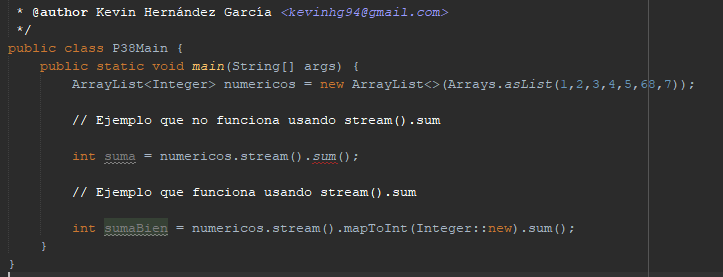 * @author Kevin Hernández García <kevinhg94@gmail.com>
*/
public class P38Main {
public static void main(String[] args) {
ArrayList<Integer> numericos = new ArrayList<>(Arrays.asList(1,2,3,4,5,68,7));
// Ejemplo que no funciona usando stream().sum
int suma = numericos.stream().sum();
// Ejemplo que funciona usando stream().sum
int sumaBien = numericos.stream().mapToInt(Integer::new).sum();
}
}